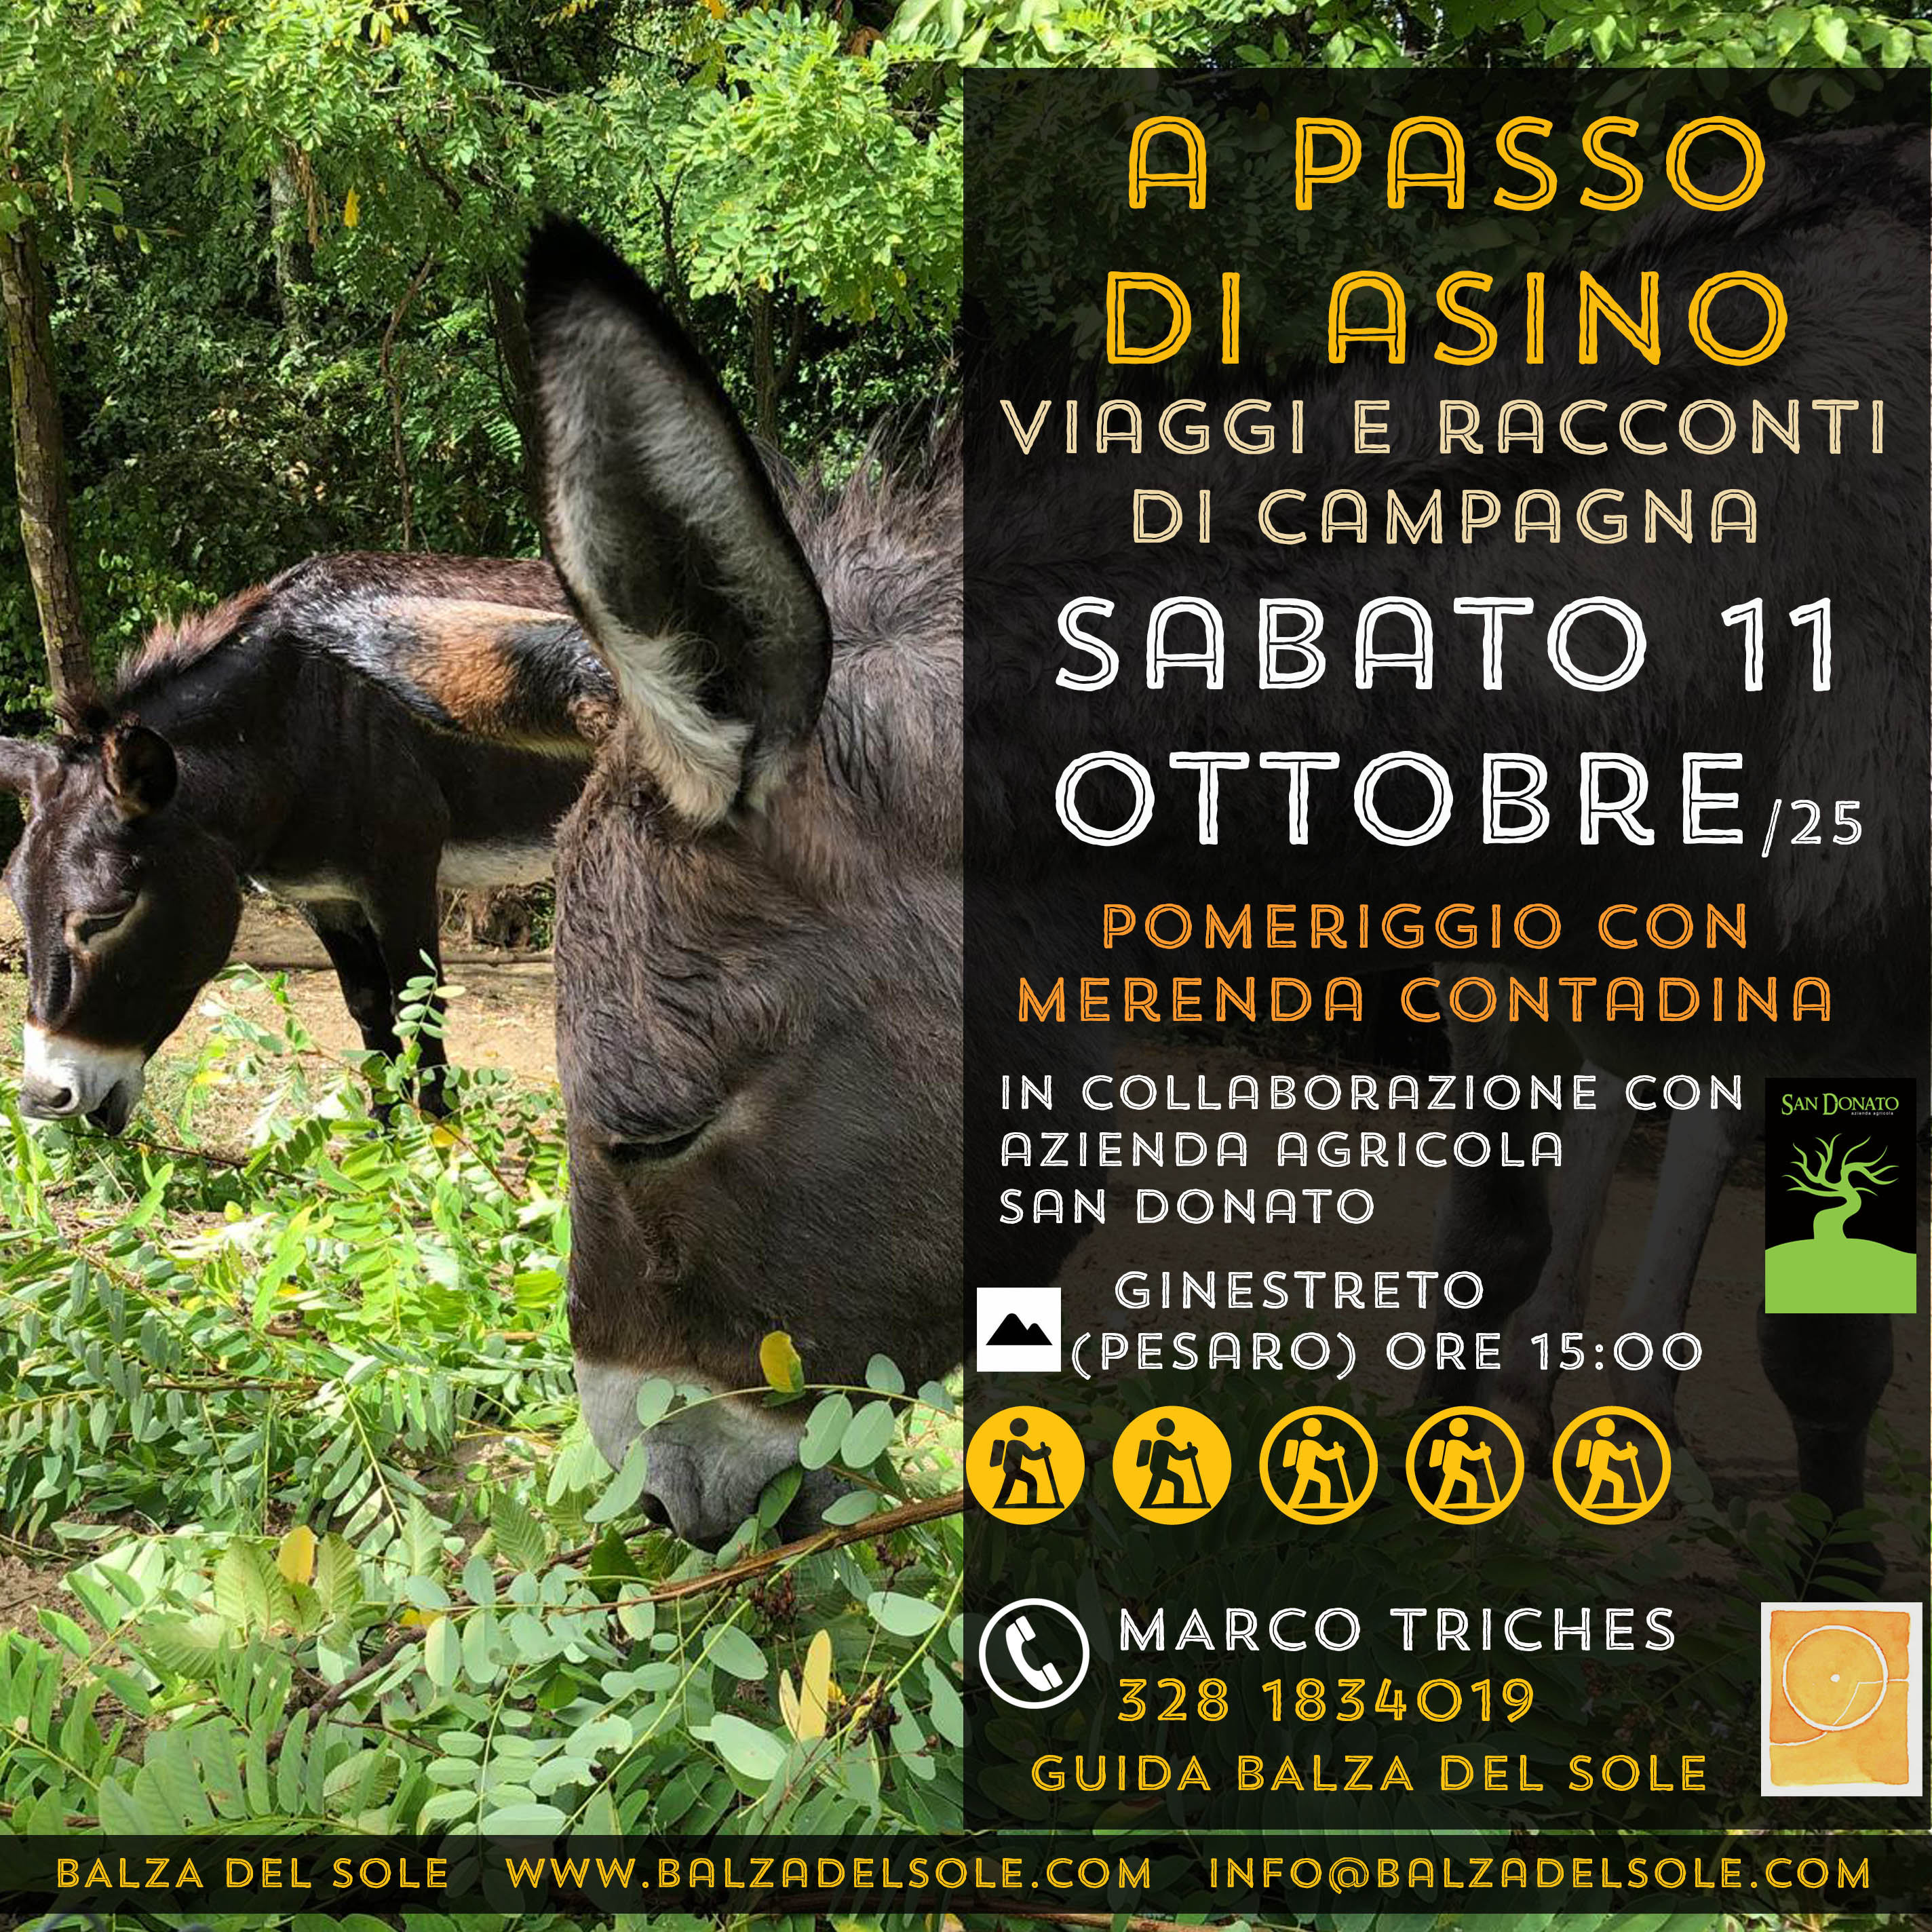 A PASSO
DI ASINO
VIAGGI E RACCONTI
DI CAMPAGNA
SABATO 11
OTTOBRE/25
POMERIGGIO CON
MERENDA CONTADINA
IN COLLABORAZIONE CON
AZIENDA AGRICOLA
SAN DONATO
SAN DONATO
azienda agricola
GINESTRETO
(PESARO) ORE 15:00
MARCO TRICHES
328 1834019
GUIDA BALZA DEL SOLE
BALZA DEL SOLE WWW.BALZADELSOLE.COM INFO@BALZADELSOLE.COM